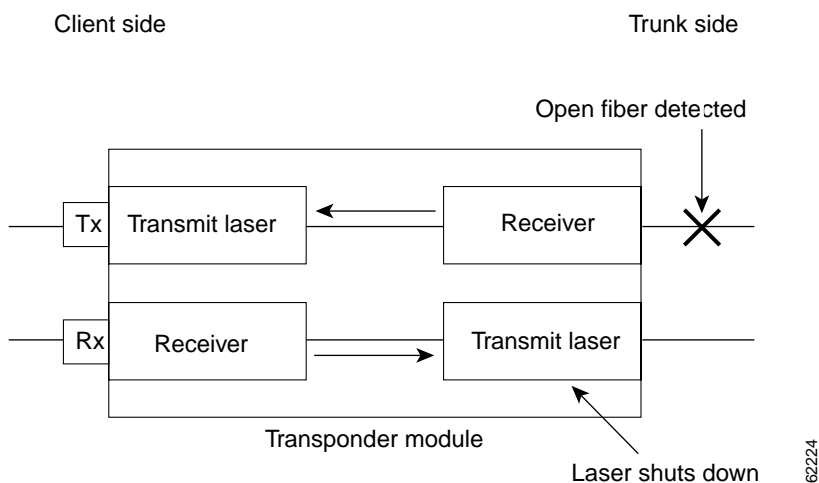 Client side
Trunk side
Open fiber detected
Tx
Transmit laser
Receiver
Rx
Receiver
Transmit laser
Transponder module
Laser shuts down
62224